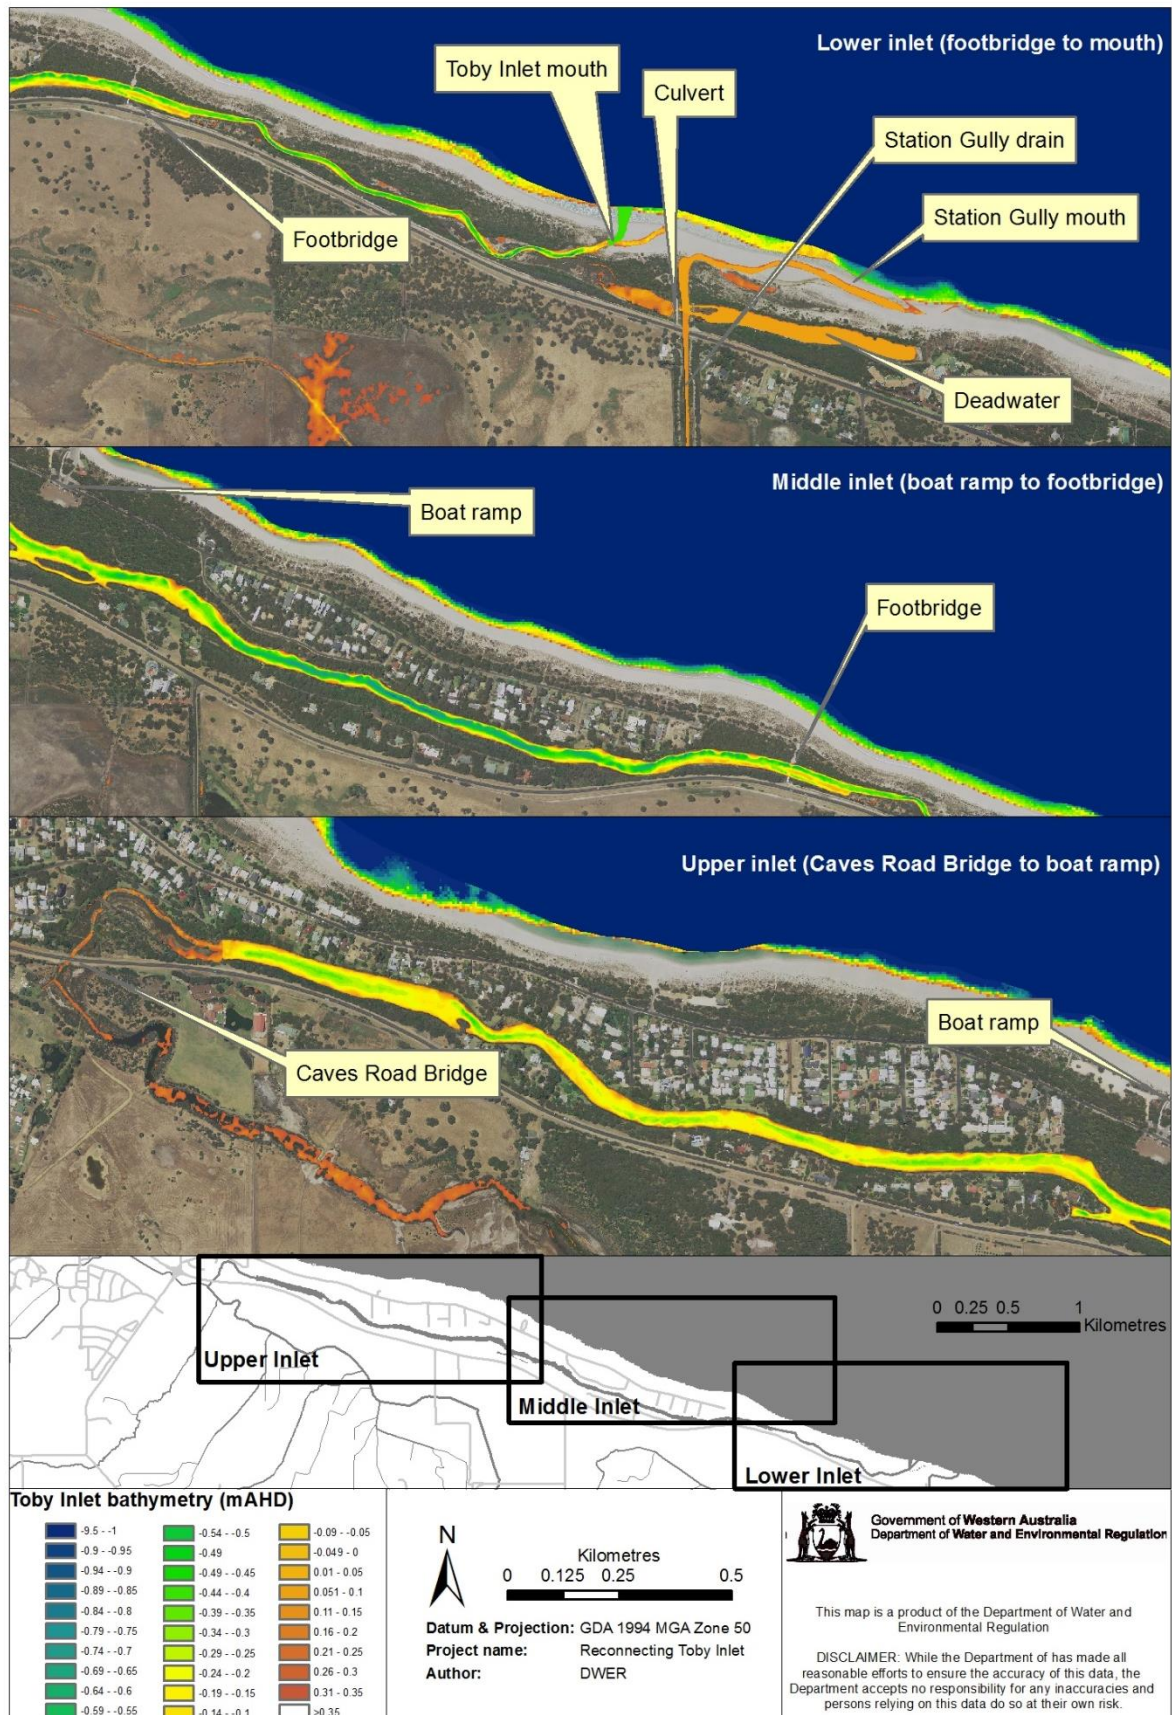 Lower inlet (footbridge to mouth)
Toby Inlet mouth
Culvert
Station Gully drain
Station Gully mouth
Footbridge
Deadwater
Middle inlet (boat ramp to footbridge)
Boat ramp
Footbridge
Upper inlet (Caves Road Bridge to boat ramp)
Boat ramp
Caves Road Bridge
0 0.25 0.5 1
Kilometres
Upper Inlet
Middle Inlet
Lower Inlet
Toby Inlet bathymetry (mAHD)
-9.5 - -1
-0.9 - -0.95
-0.94 - -0.9
-0.89 - -0.85
-0.84 - -0.8
-0.79 - -0.75
-0.74 - -0.7
-0.69 - -0.65
-0.64 - -0.6
-0.59 - -0.55
-0.54 - -0.5
-0.49
-0.49 - -0.45
-0.44 - -0.4
-0.39 - -0.35
-0.34 - -0.3
-0.29 - -0.25
-0.24 - -0.2
-0.19 - -0.15
-0.14 - -0.1
-0.09 - -0.05
-0.049 - 0
0.01 - 0.05
0.051 - 0.1
0.11 - 0.15
0.16 - 0.2
0.21 - 0.25
0.26 - 0.3
0.31 - 0.35
>0.35
N
Kilometres
0 0.125 0.25 0.5
Datum & Projection: GDA 1994 MGA Zone 50
Project name: Reconnecting Toby Inlet
Author: DWER
Government of Western Australia
Department of Water and Environmental Regulation
This map is a product of the Department of Water and
Environmental Regulation
DISCLAIMER: While the Department of has made all
reasonable efforts to ensure the accuracy of this data, the
Department accepts no responsibility for any inaccuracies and
persons relying on this data do so at their own risk.